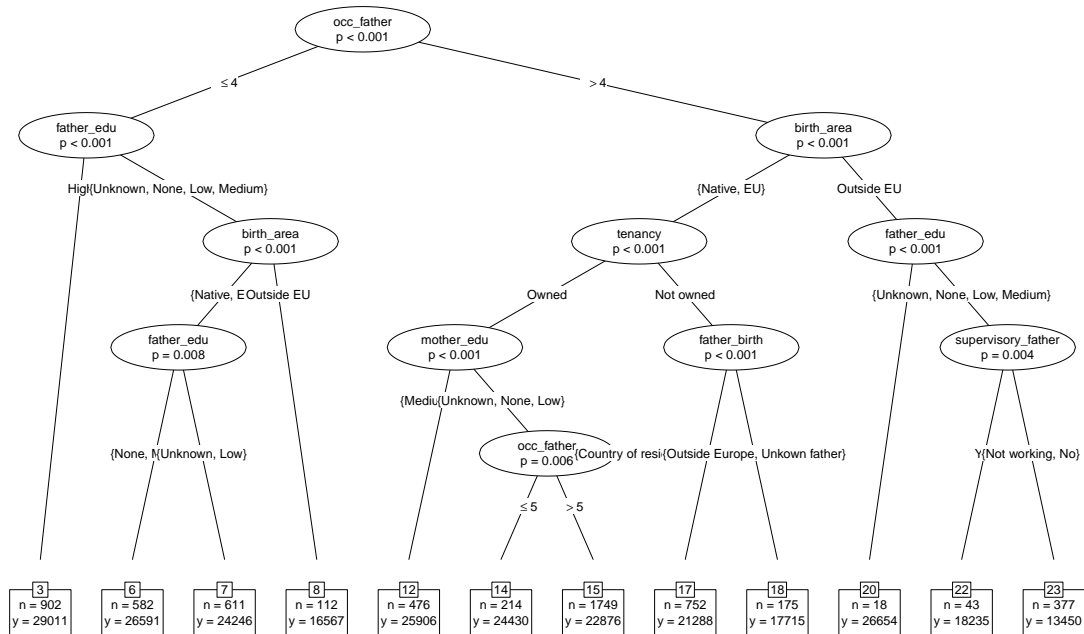 occ_father
p < 0.001
≤ 4
> 4
father_edu
p < 0.001
birth_area
p < 0.001
{Unknown, None, Low, Medium}
{Native, EU}
Outside EU
birth_area
p < 0.001
tenancy
p < 0.001
father_edu
p < 0.001
Outside EU
Owned
Not owned
{Unknown, None, Low, Medium}
father_edu
p = 0.008
mother_edu
p < 0.001
father_birth
p < 0.001
supervisory_father
p = 0.004
{Unknown, None, Low}
occ_father
p = 0.006
{None,
{Unknown, Low}
{Country of
{Outside Europe, Unkown father}
{Not working, No}
≤ 5
> 5
3
n = 902
y = 29011
6
n = 582
y = 26591
7
n = 611
y = 24246
8
n = 112
y = 16567
12
n = 476
y = 25906
14
n = 214
y = 24430
15
n = 1749
y = 22876
17
n = 752
y = 21288
18
n = 175
y = 17715
20
n = 18
y = 26654
22
n = 43
y = 18235
23
n = 377
y = 13450